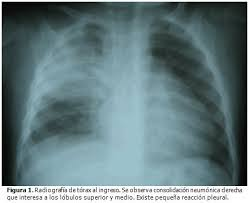 Figura 1. Radiografía de tórax al ingreso. Se observa consolidación neumónica derecha
que interesa a los lóbulos superior y medio. Existe pequeña reacción pleural.